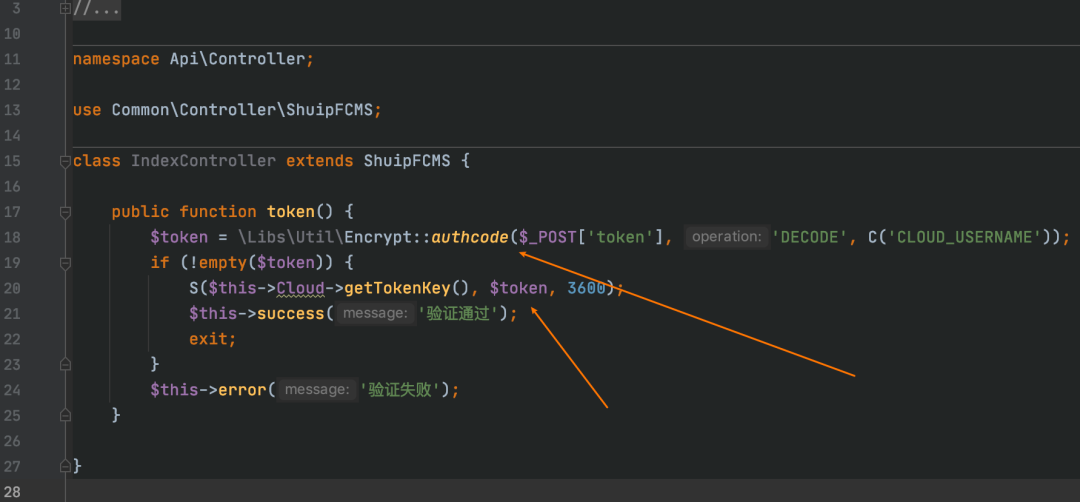 3 //...
10
11 namespace Api\Controller;
12
13 use Common\Controller\ShuipFCMS;
14
15 class IndexController extends ShuipFCMS {
16
17 public function token() {
18 $token = \Libs\Util\Encrypt::authcode($_POST['token'], operation: 'DECODE', C('CLOUD_USERNAME'));
19 if (!empty($token)) {
20 S($this->Cloud->getTokenKey(), $token, 3600);
21 $this->success( message: '验证通过');
22 exit;
23 }
24 $this->error( message: '验证失败');
25 }
26
27 }
28